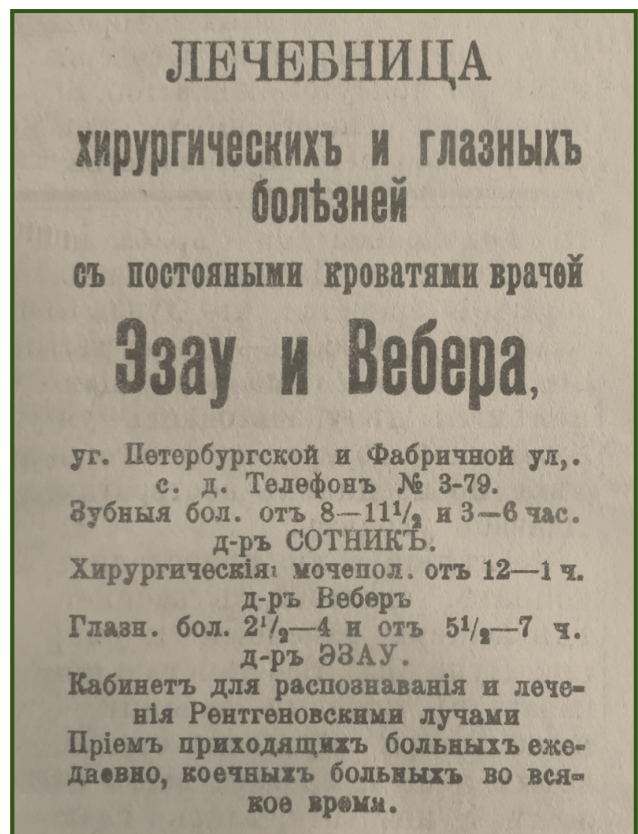 ЛЕЧЕБНИЦА
хирургическихъ и глазныхъ
болѣзней
съ постояными кроватями врачей
Эзау и Вебера,
уг. Петербургской и Фабричной ул,.
с. д. Телефонъ № 3-79.
Зубныя бол. отъ 8—11¹/₂ и 3—6 час.
д-ръ СОТНИКЪ.
Хирургическія мочепол. отъ 12—1 ч.
д-ръ Веберъ
Глазн. бол. 2¹/₂—4 и отъ 5¹/₂—7 ч.
д-ръ ЭЗАУ.
Кабинетъ для распознаванія и лече-
нія Рентгеновскими лучами
Пріемъ приходящихъ больныхъ еже-
дневно, коечныхъ больныхъ во вся-
кое время.